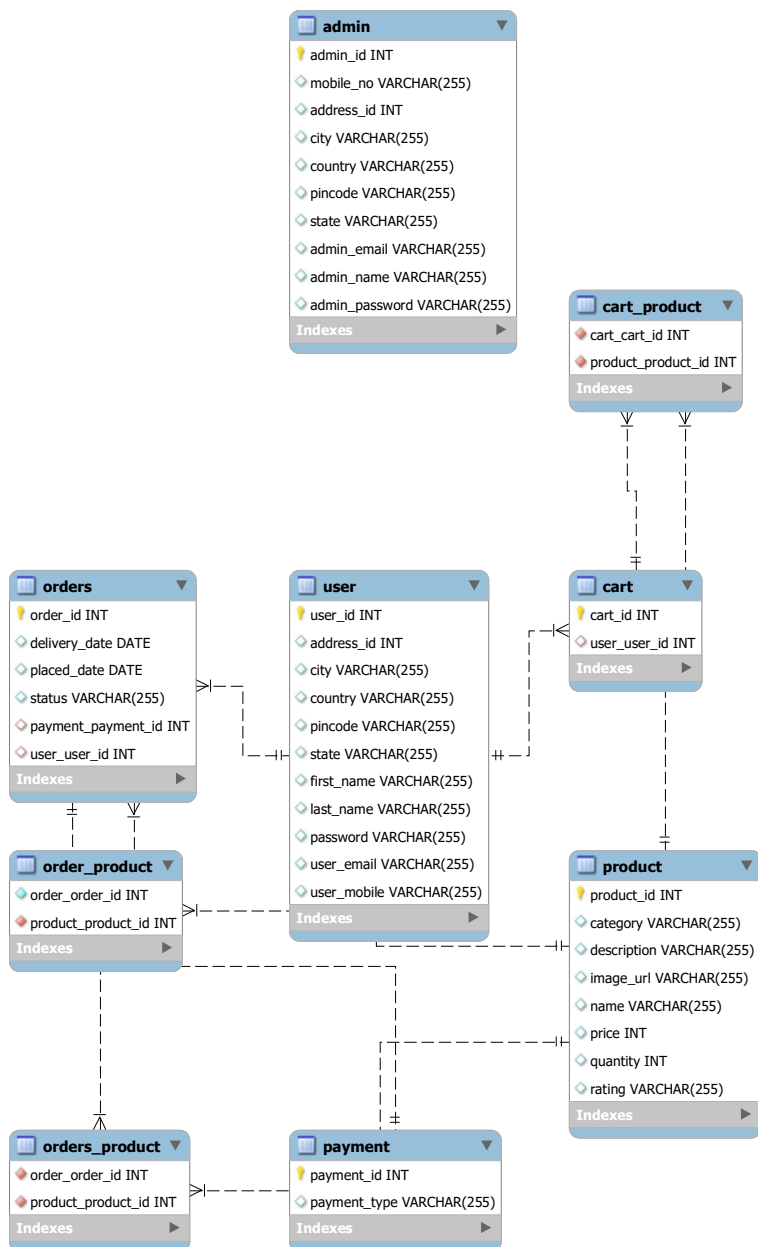 admin
admin_id INT
mobile_no VARCHAR(255)
address_id INT
city VARCHAR(255)
country VARCHAR(255)
pincode VARCHAR(255)
state VARCHAR(255)
admin_email VARCHAR(255)
admin_name VARCHAR(255)
admin_password VARCHAR(255)
Indexes
cart_product
cart_cart_id INT
product_product_id INT
Indexes
orders
order_id INT
delivery_date DATE
placed_date DATE
status VARCHAR(255)
payment_payment_id INT
user_user_id INT
Indexes
user
user_id INT
address_id INT
city VARCHAR(255)
country VARCHAR(255)
pincode VARCHAR(255)
state VARCHAR(255)
first_name VARCHAR(255)
last_name VARCHAR(255)
password VARCHAR(255)
user_email VARCHAR(255)
user_mobile VARCHAR(255)
Indexes
cart
cart_id INT
user_user_id INT
Indexes
order_product
order_order_id INT
product_product_id INT
Indexes
product
product_id INT
category VARCHAR(255)
description VARCHAR(255)
image_url VARCHAR(255)
name VARCHAR(255)
price INT
quantity INT
rating VARCHAR(255)
Indexes
orders_product
order_order_id INT
product_product_id INT
Indexes
payment
payment_id INT
payment_type VARCHAR(255)
Indexes